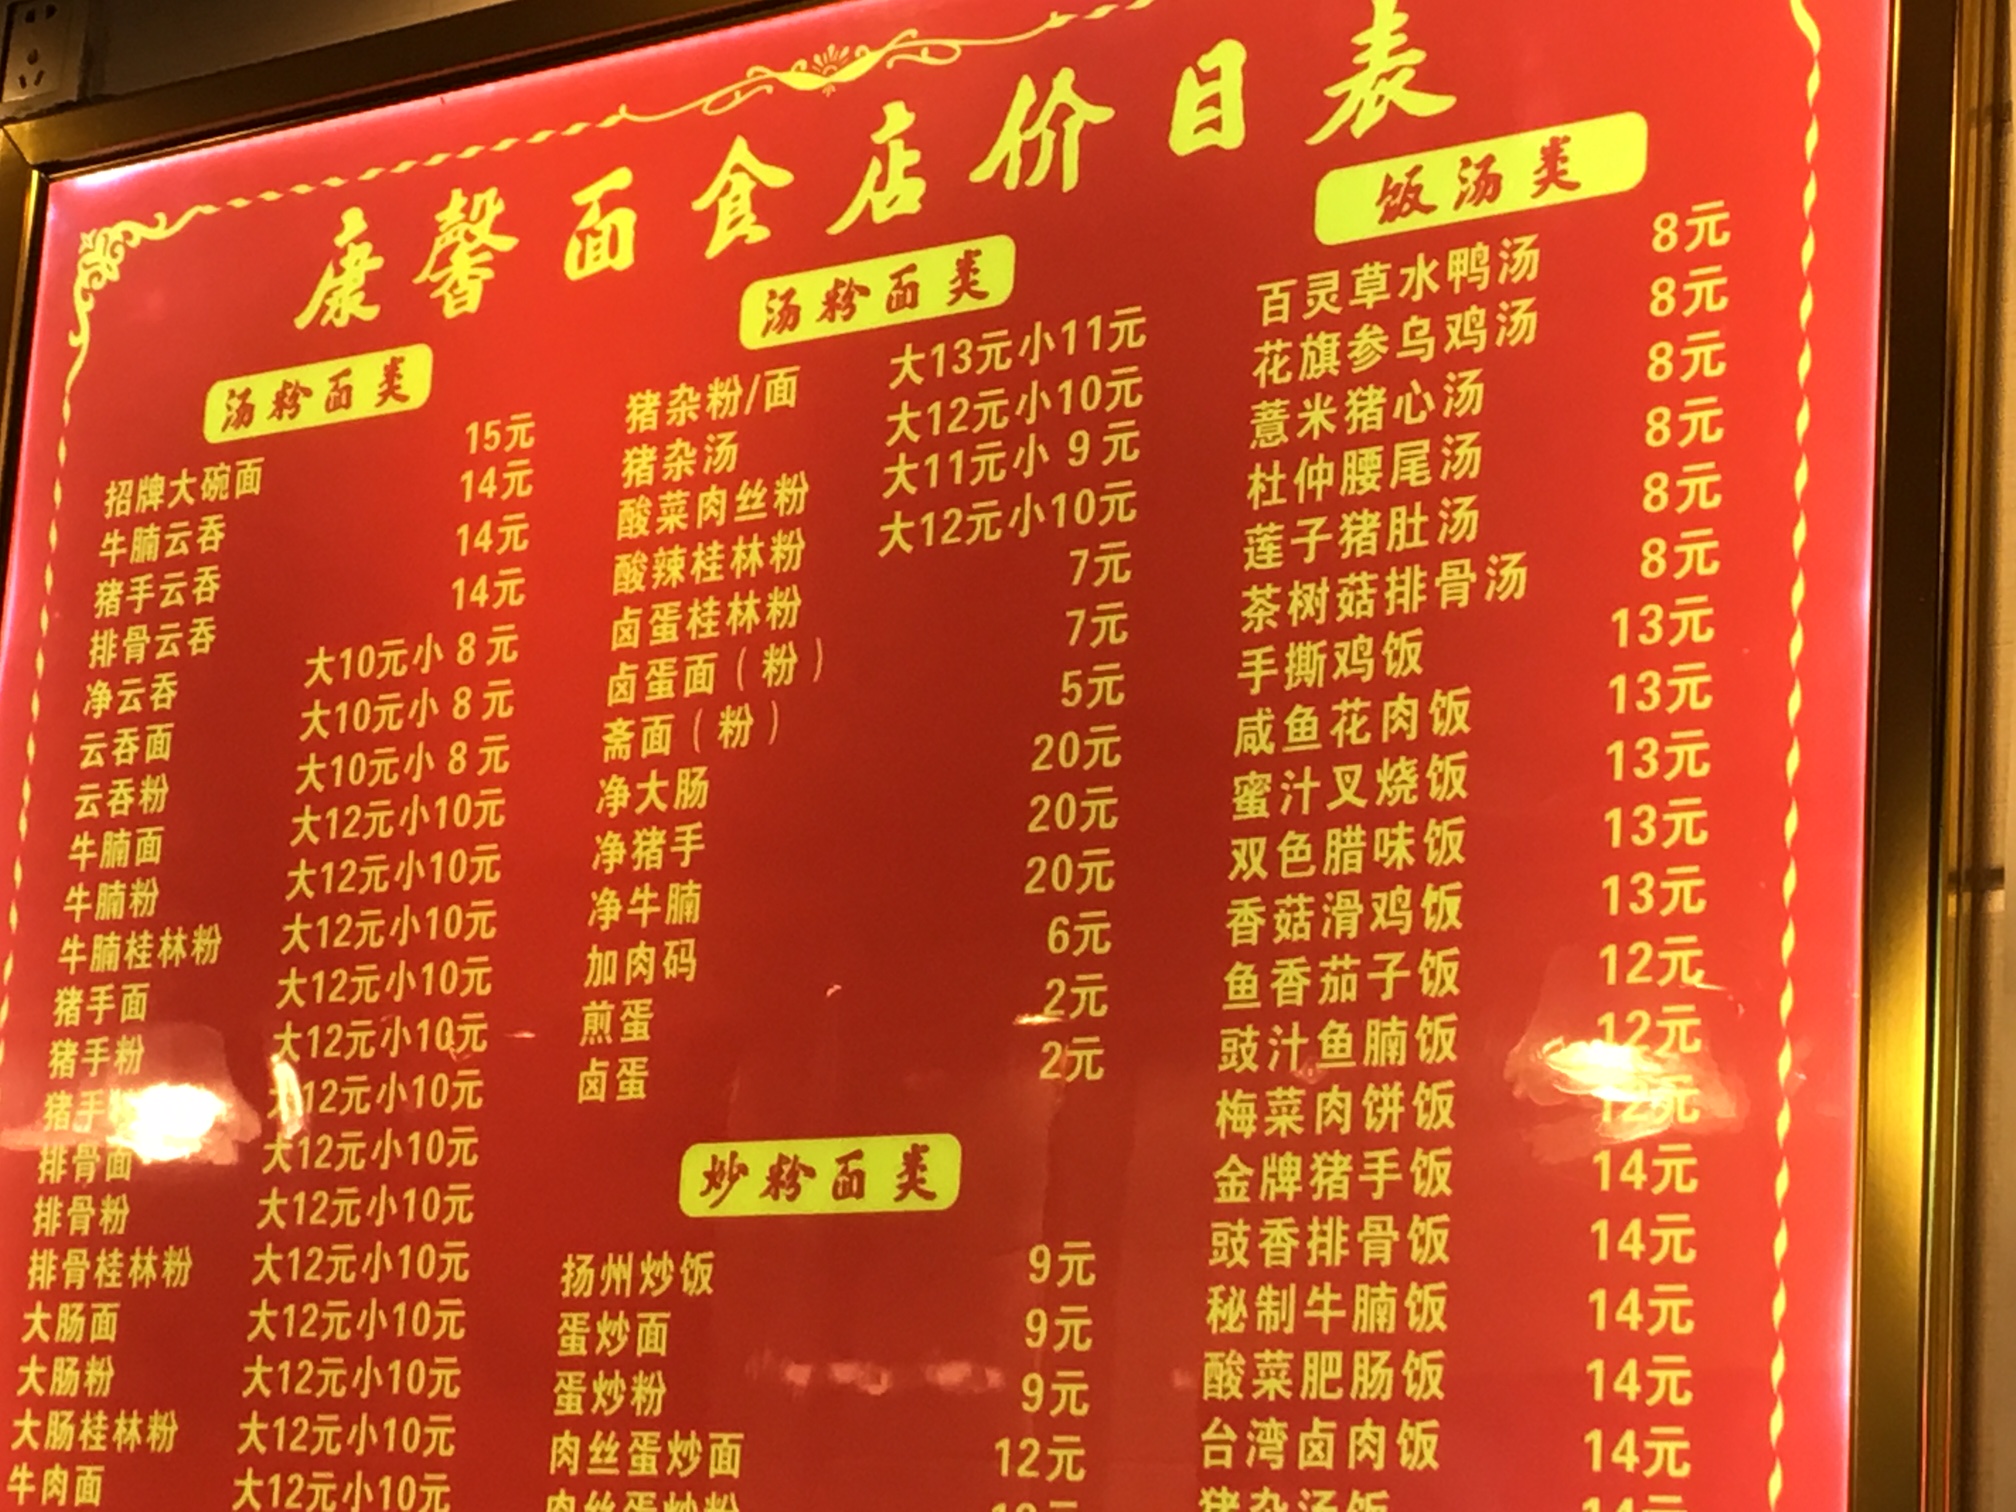 康馨面食店价目表
汤粉面类
招牌大碗面 15元
牛腩云吞 14元
猪手云吞 14元
排骨云吞 14元
净云吞 大10元小8元
云吞面 大10元小8元
云吞粉 大10元小8元
牛腩面 大12元小10元
牛腩粉 大12元小10元
牛腩桂林粉 大12元小10元
猪手面 大12元小10元
猪手粉 大12元小10元
猪手 大12元小10元
排骨面 大12元小10元
排骨粉 大12元小10元
排骨桂林粉 大12元小10元
大肠面 大12元小10元
大肠粉 大12元小10元
大肠桂林粉 大12元小10元
牛肉面 大12元小10元
汤粉面类
猪杂粉/面 大13元小11元
猪杂汤 大12元小10元
酸菜肉丝粉 大11元小9元
酸辣桂林粉 大12元小10元
卤蛋桂林粉 7元
卤蛋面(粉) 7元
斋面(粉) 5元
净大肠 20元
净猪手 20元
净牛腩 20元
加肉码 6元
煎蛋 2元
卤蛋 2元
炒粉面类
扬州炒饭 9元
蛋炒面 9元
蛋炒粉 9元
肉丝蛋炒面 12元
肉丝蛋炒粉
饭汤类
百灵草水鸭汤 8元
花旗参乌鸡汤 8元
薏米猪心汤 8元
杜仲腰尾汤 8元
莲子猪肚汤 8元
茶树菇排骨汤 8元
手撕鸡饭 13元
咸鱼花肉饭 13元
蜜汁叉烧饭 13元
双色腊味饭 13元
香菇滑鸡饭 13元
鱼香茄子饭 12元
豉汁鱼腩饭 12元
梅菜肉饼饭 12元
金牌猪手饭 14元
豉香排骨饭 14元
秘制牛腩饭 14元
酸菜肥肠饭 14元
台湾卤肉饭 14元
猪杂汤饭 14元